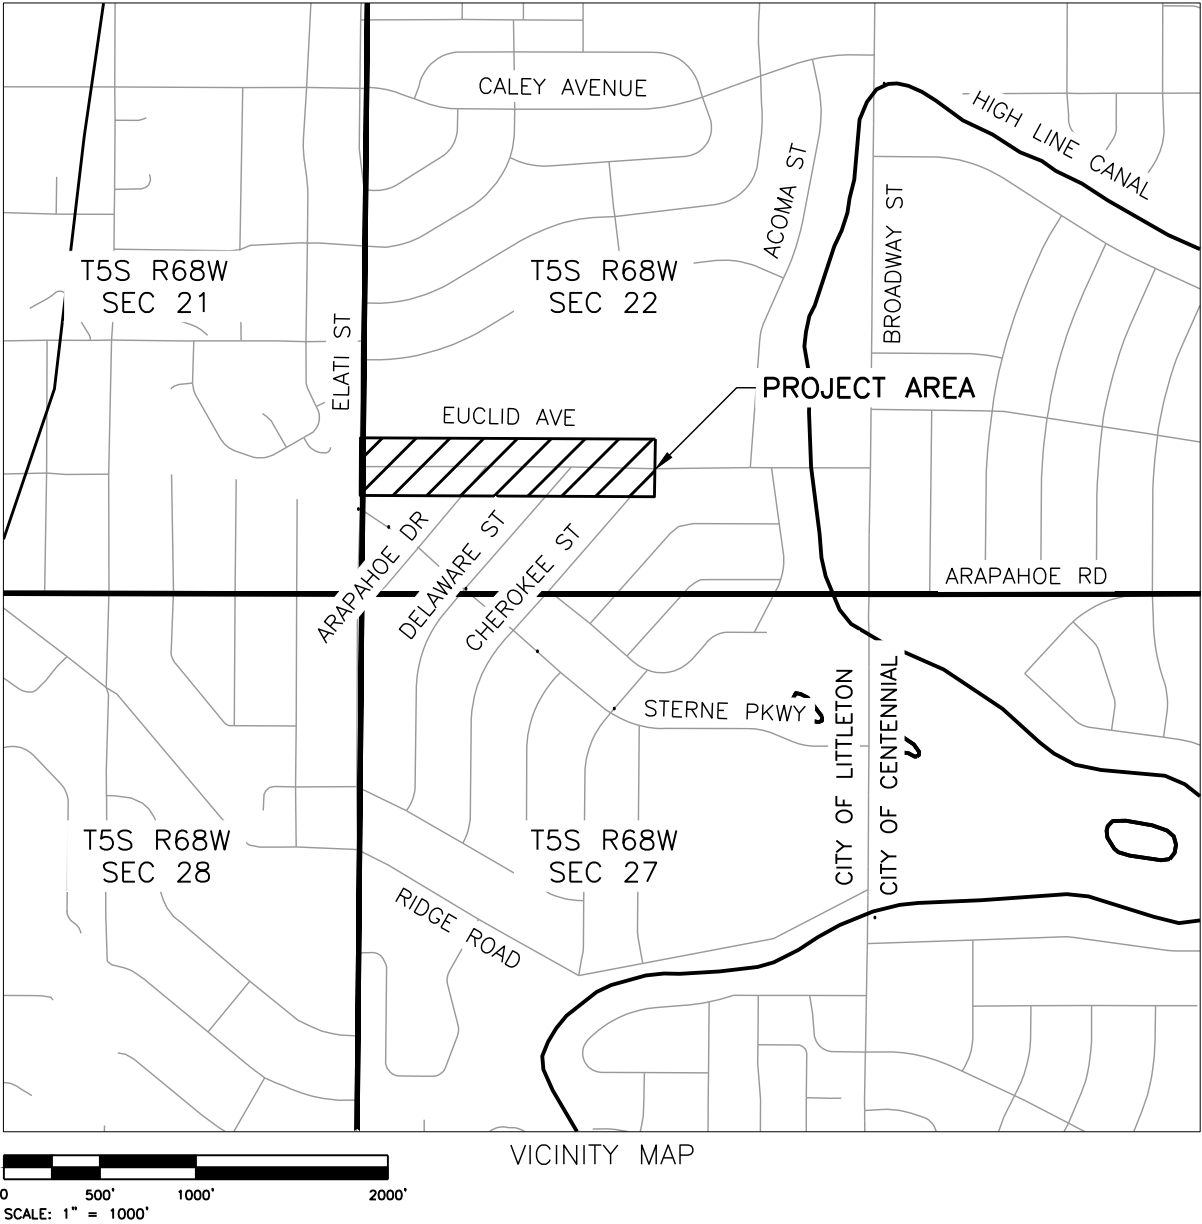 CALEY AVENUE
HIGH LINE CANAL
ACOMA ST
BROADWAY ST
T5S R68W
SEC 21
T5S R68W
SEC 22
ELATI ST
PROJECT AREA
EUCLID AVE
ARAPAHOE DR
DELAWARE ST
CHEROKEE ST
ARAPAHOE RD
STERNE PKWY
CITY OF LITTLETON
CITY OF CENTENNIAL
T5S R68W
SEC 28
T5S R68W
SEC 27
RIDGE ROAD
VICINITY MAP
0 500' 1000' 2000'
SCALE: 1" = 1000'